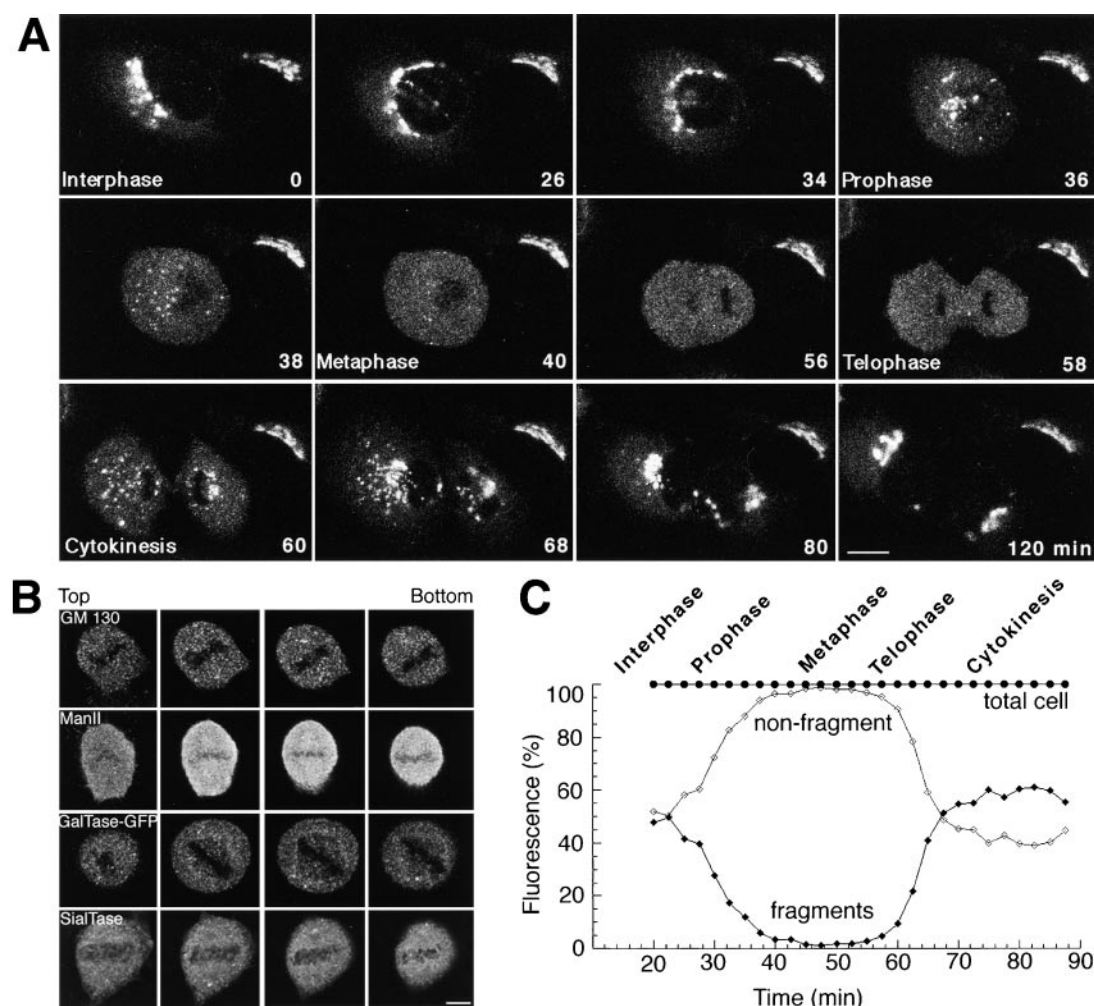 A
Interphase 0
26
34
Prophase 36
38
Metaphase 40
56
Telophase 58
Cytokinesis 60
68
80
120 min
B
Top Bottom
GM 130
ManII
GalTase-GFP
SialTase
C
Interphase
Prophase
Metaphase
Telophase
Cytokinesis
total cell
non-fragment
fragments
Fluorescence (%)
100
80
60
40
20
0
10 20 30 40 50 60 70 80 90
Time (min)